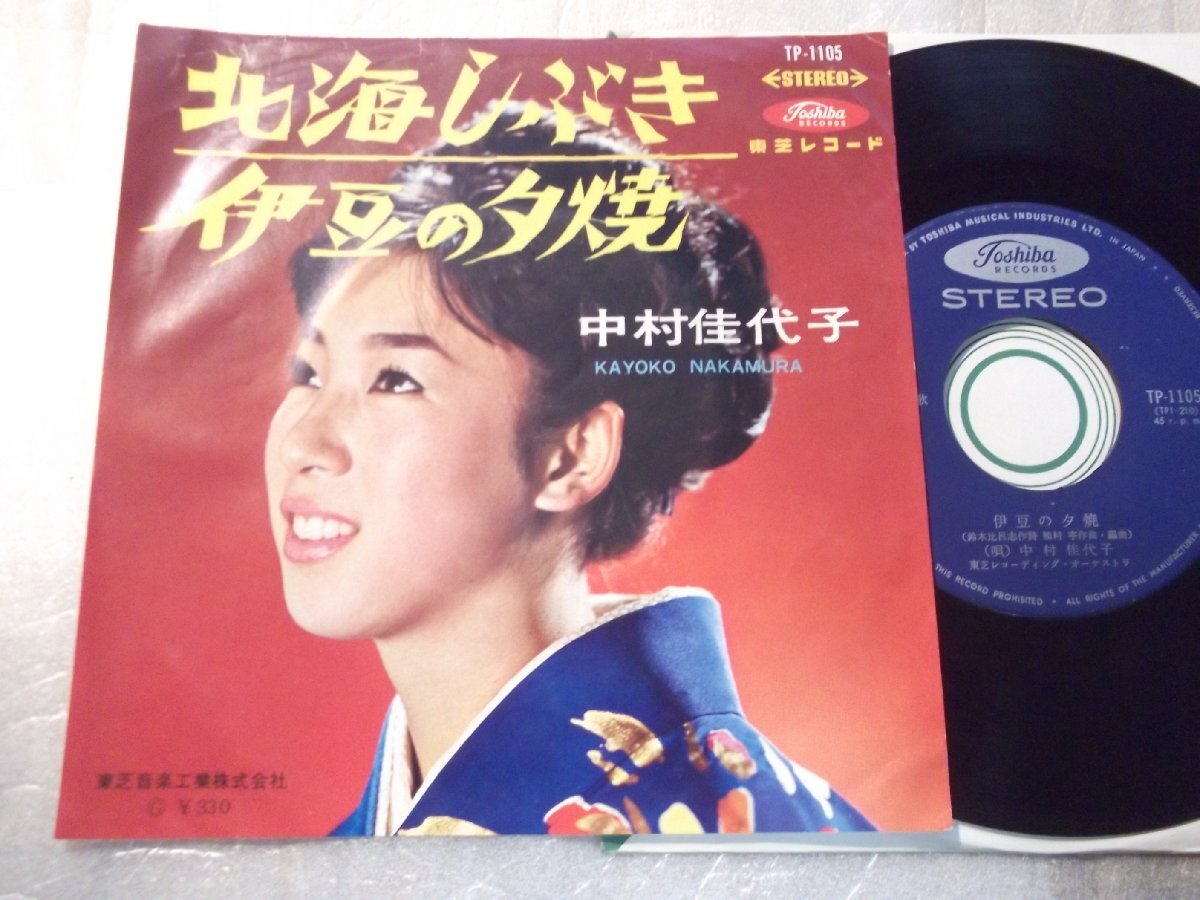 北海しぶき
伊豆の夕焼
TP-1105
STEREO
Toshiba
RECORDS
東芝レコード
中村佳代子
KAYOKO NAKAMURA
東芝音楽工業株式会社
¥330
BY TOSHIBA MUSICAL INDUSTRIES LTD. IN JAPAN
Toshiba
RECORDS
STEREO
TP-1105
45 r.p.m
伊豆の夕焼
(唄) 中村佳代子
東芝レコーディング・オーケストラ
THIS RECORD PROHIBITED • ALL RIGHTS OF THE MANUFACTURER